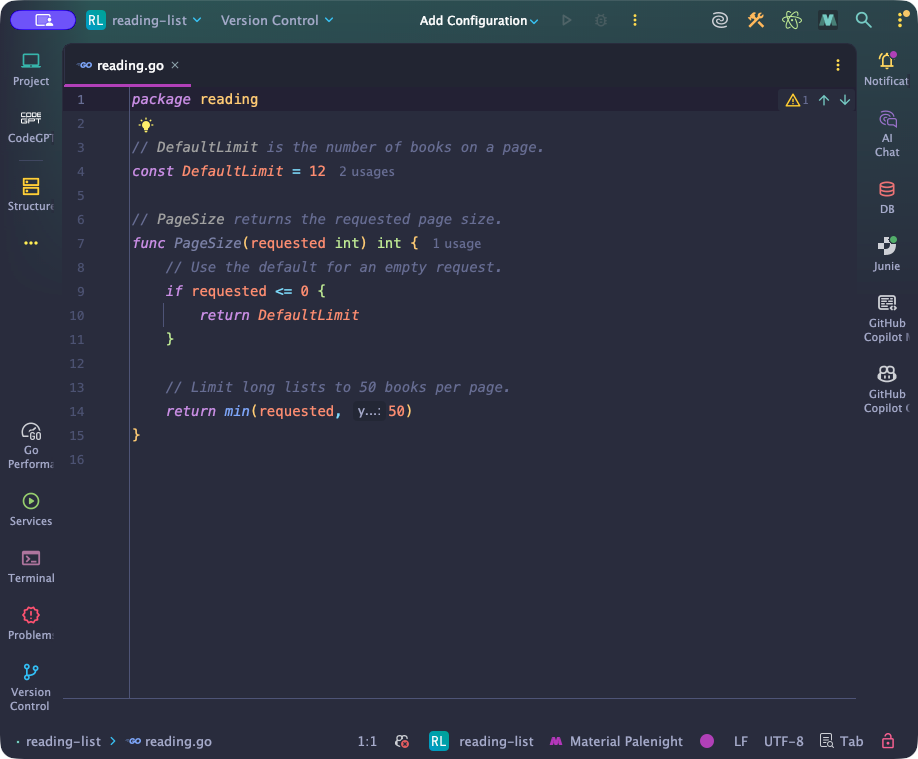 RL reading-list Version Control Add Configuration
Project
CodeGPT
Structure
Go
Performa
Services
Terminal
Problems
Version
Control
reading.go
1 package reading 1
2
3 // DefaultLimit is the number of books on a page.
4 const DefaultLimit = 12 2 usages
5
6 // PageSize returns the requested page size.
7 func PageSize(requested int) int { 1 usage
8 // Use the default for an empty request.
9 if requested <= 0 {
10 return DefaultLimit
11 }
12
13 // Limit long lists to 50 books per page.
14 return min(requested, y...: 50)
15 }
16
Notificat
AI
Chat
DB
Junie
GitHub
Copilot
GitHub
Copilot
reading-list > reading.go 1:1 RL reading-list Material Palenight LF UTF-8 Tab